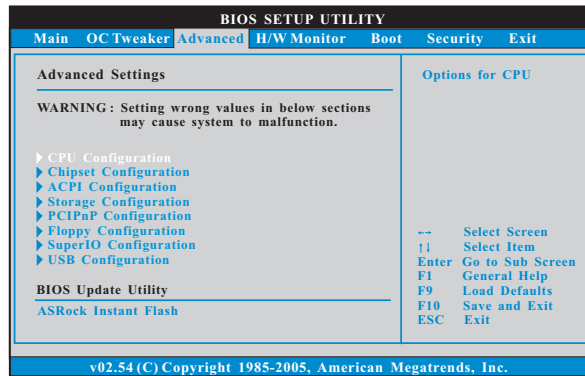 BIOS SETUP UTILITY
Main OC Tweaker Advanced H/W Monitor Boot Security Exit
Advanced Settings
WARNING : Setting wrong values in below sections
may cause system to malfunction.
CPU Configuration
Chipset Configuration
ACPI Configuration
Storage Configuration
PCIPnP Configuration
Floppy Configuration
SuperIO Configuration
USB Configuration
BIOS Update Utility
ASRock Instant Flash
Options for CPU
←→ Select Screen
↑↓ Select Item
Enter Go to Sub Screen
F1 General Help
F9 Load Defaults
F10 Save and Exit
ESC Exit
v02.54 (C) Copyright 1985-2005, American Megatrends, Inc.